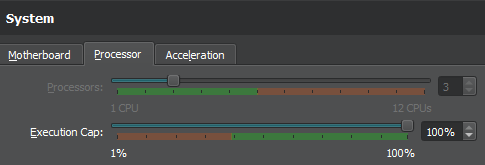 System
Motherboard Processor Acceleration
Processors: 3
1 CPU 12 CPUs
Execution Cap: 100%
1% 100%